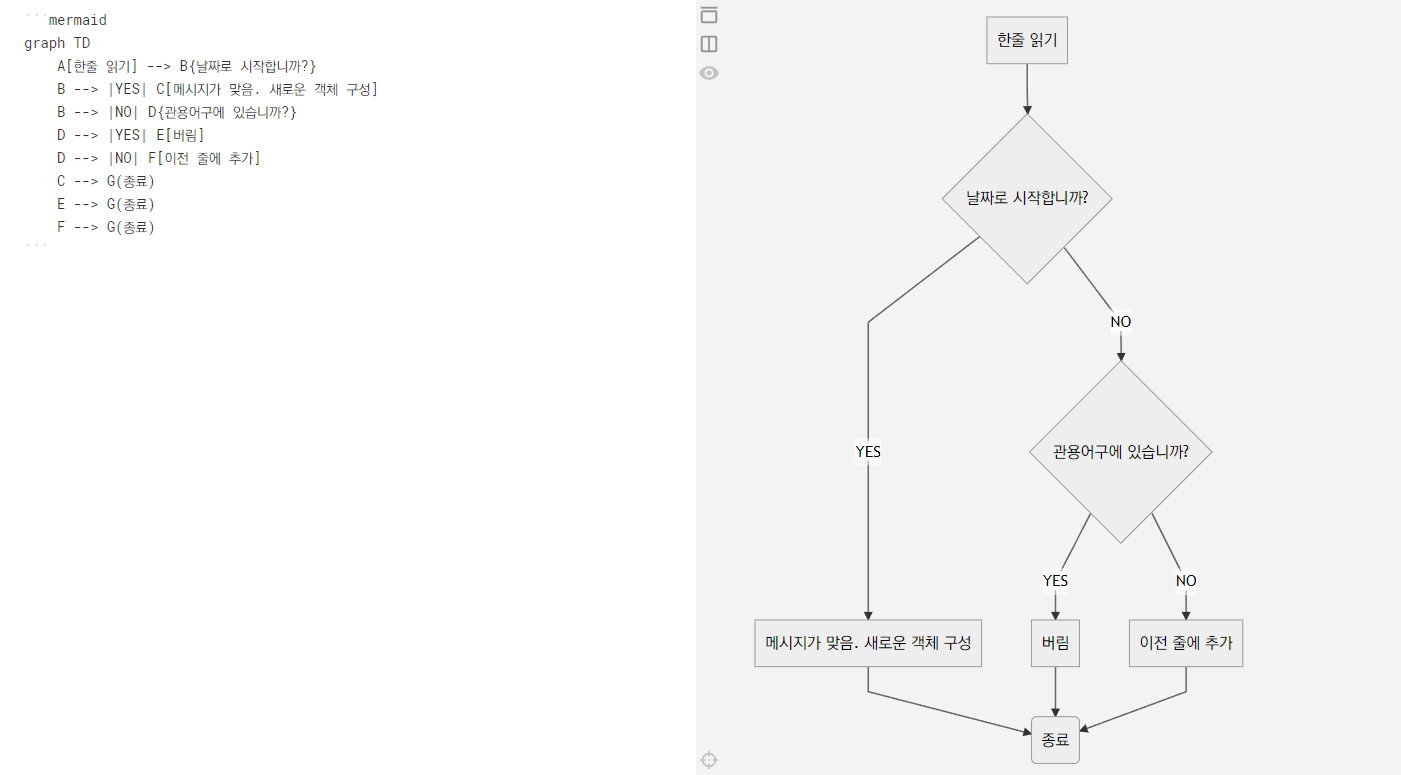 ```mermaid
graph TD
    A[한줄 읽기] --> B{날짜로 시작합니까?}
    B --> |YES| C[메시지가 맞음. 새로운 객체 구성]
    B --> |NO| D{관용어구에 있습니까?}
    D --> |YES| E[버림]
    D --> |NO| F[이전 줄에 추가]
    C --> G(종료)
    E --> G(종료)
    F --> G(종료)
```
한줄 읽기
날짜로 시작합니까?
NO
YES
관용어구에 있습니까?
YES
NO
메시지가 맞음. 새로운 객체 구성
버림
이전 줄에 추가
종료